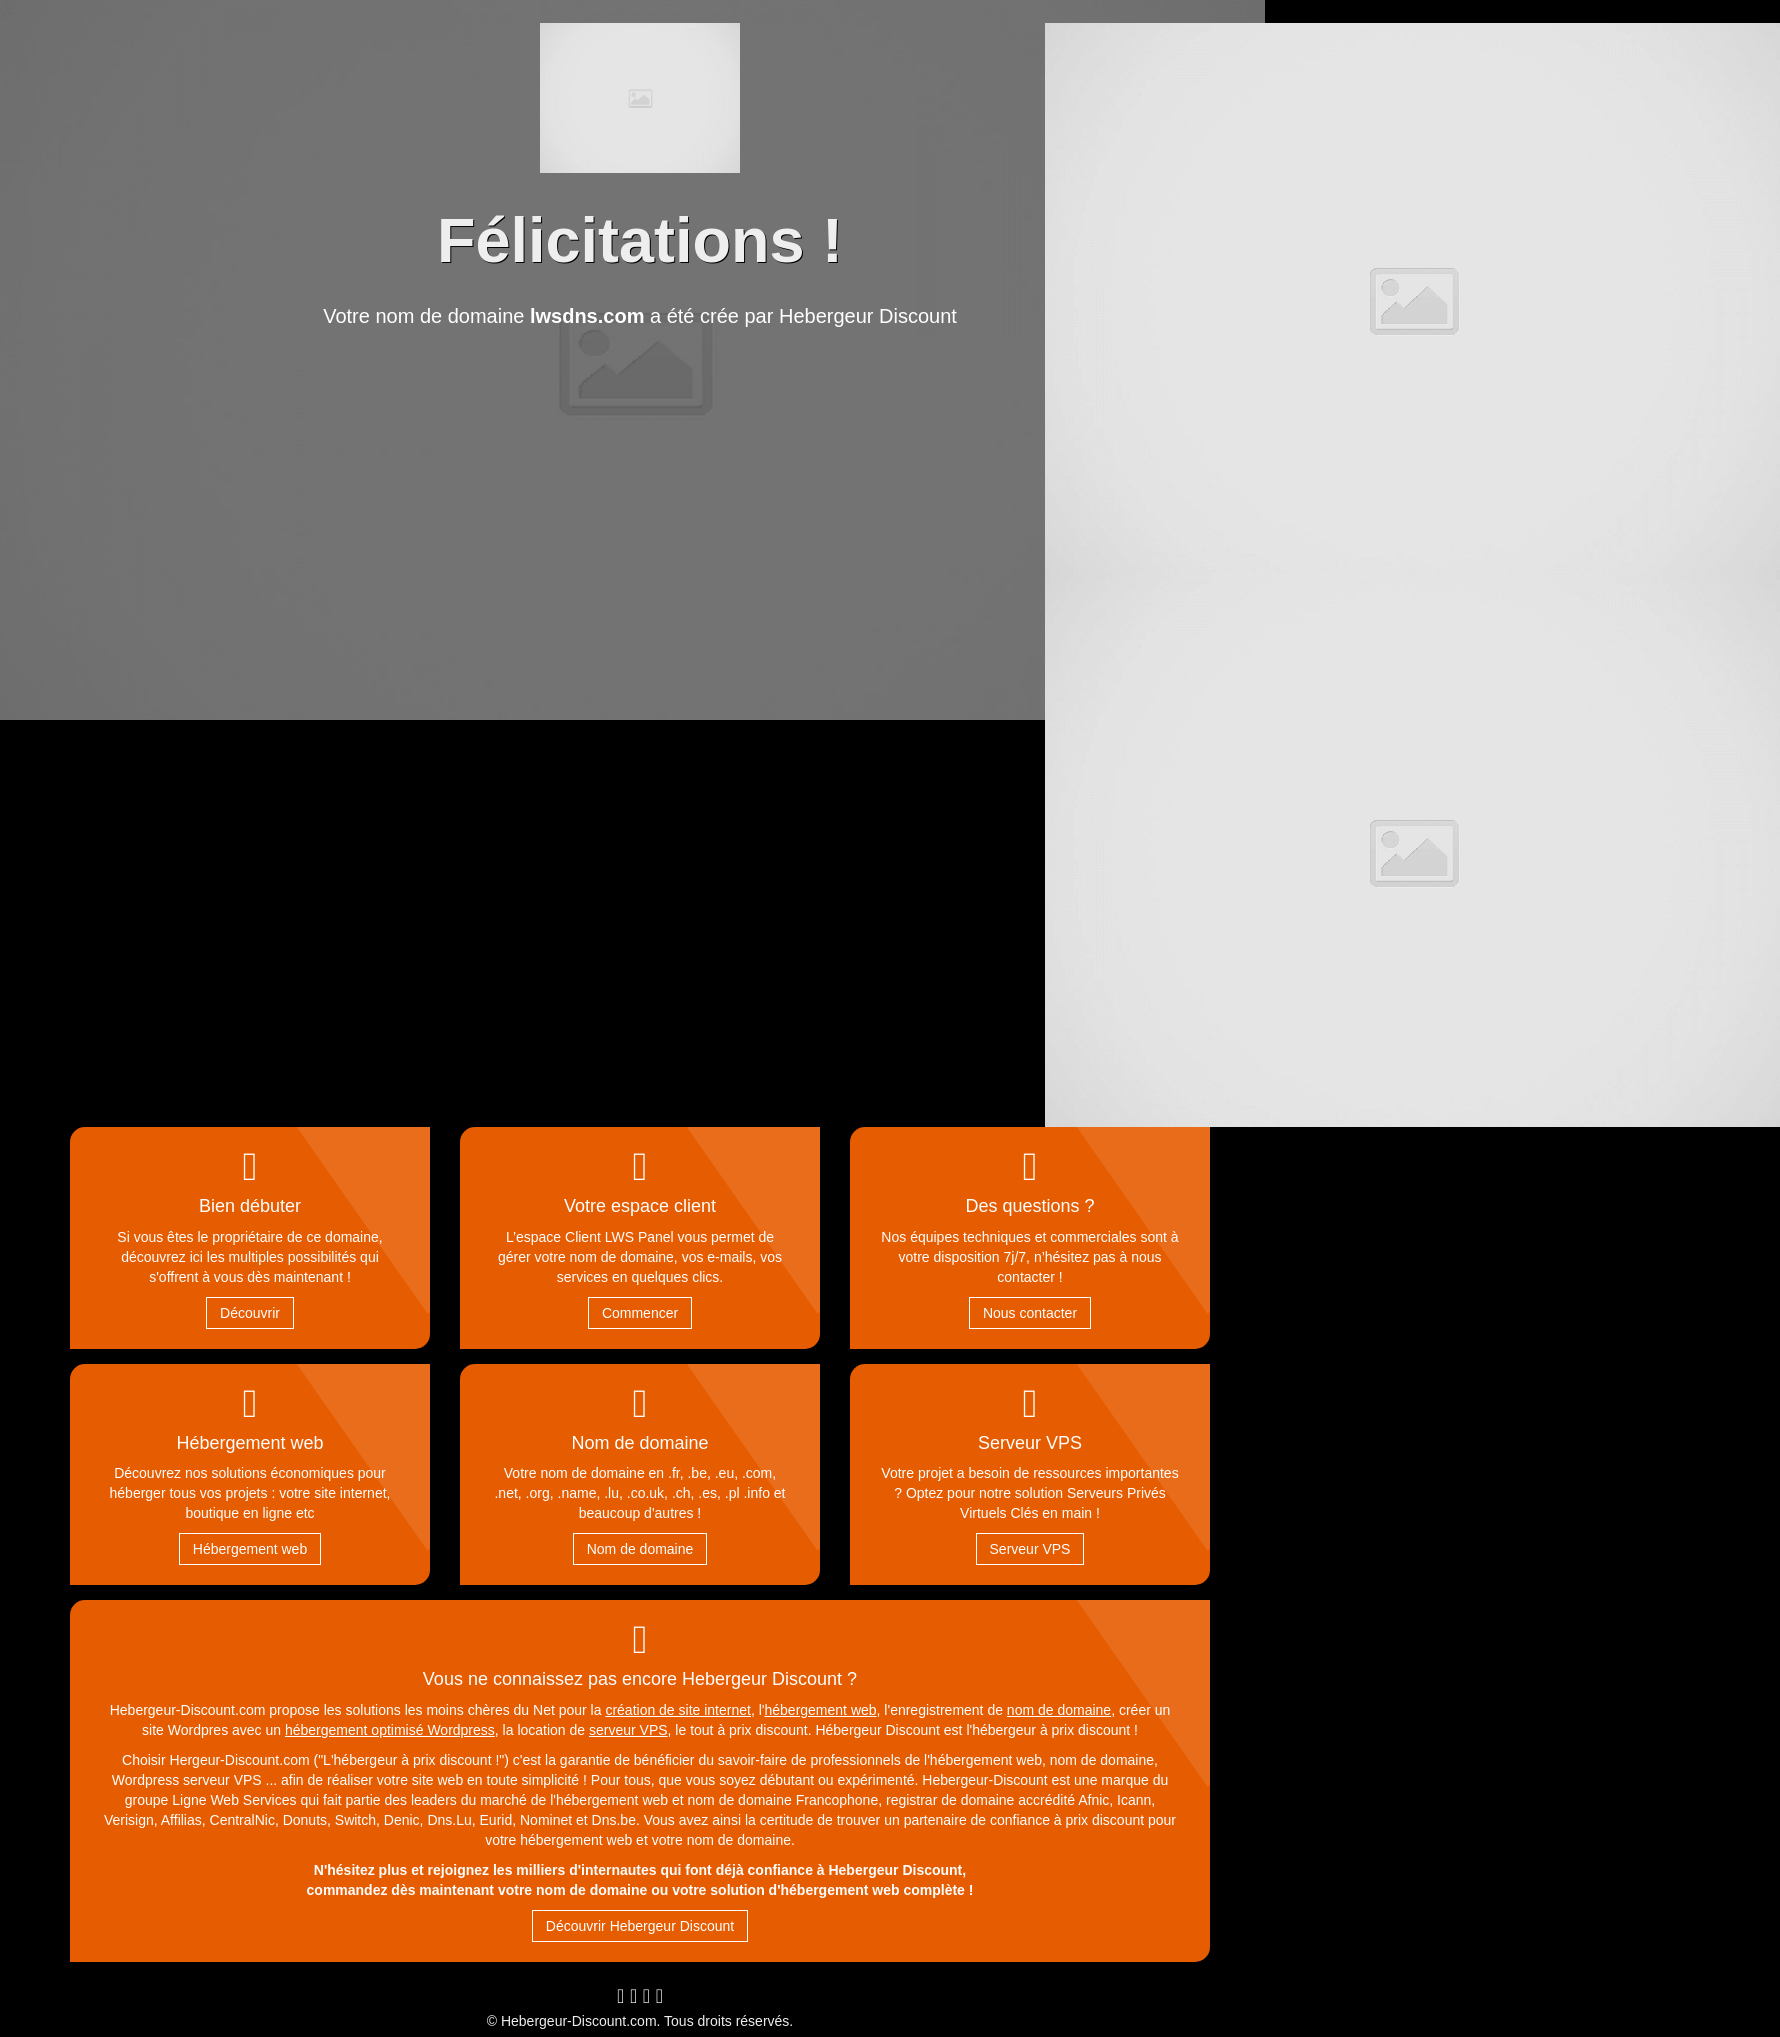 Félicitations !
Votre nom de domaine lwsdns.com a été crée par Hebergeur Discount
Bien débuter
Si vous êtes le propriétaire de ce domaine,
découvrez ici les multiples possibilités qui
s'offrent à vous dès maintenant !
Découvrir
Votre espace client
L'espace Client LWS Panel vous permet de
gérer votre nom de domaine, vos e-mails, vos
services en quelques clics.
Commencer
Des questions ?
Nos équipes techniques et commerciales sont à
votre disposition 7j/7, n'hésitez pas à nous
contacter !
Nous contacter
Hébergement web
Découvrez nos solutions économiques pour
héberger tous vos projets : votre site internet,
boutique en ligne etc
Hébergement web
Nom de domaine
Votre nom de domaine en .fr, .be, .eu, .com,
.net, .org, .name, .lu, .co.uk, .ch, .es, .pl .info et
beaucoup d'autres !
Nom de domaine
Serveur VPS
Votre projet a besoin de ressources importantes
? Optez pour notre solution Serveurs Privés
Virtuels Clés en main !
Serveur VPS
Vous ne connaissez pas encore Hebergeur Discount ?
Hebergeur-Discount.com propose les solutions les moins chères du Net pour la création de site internet, l'hébergement web, l'enregistrement de nom de domaine, créer un
site Wordpres avec un hébergement optimisé Wordpress, la location de serveur VPS, le tout à prix discount. Hébergeur Discount est l'hébergeur à prix discount !
Choisir Hergeur-Discount.com ("L'hébergeur à prix discount !") c'est la garantie de bénéficier du savoir-faire de professionnels de l'hébergement web, nom de domaine,
Wordpress serveur VPS ... afin de réaliser votre site web en toute simplicité ! Pour tous, que vous soyez débutant ou expérimenté. Hebergeur-Discount est une marque du
groupe Ligne Web Services qui fait partie des leaders du marché de l'hébergement web et nom de domaine Francophone, registrar de domaine accrédité Afnic, Icann,
Verisign, Affilias, CentralNic, Donuts, Switch, Denic, Dns.Lu, Eurid, Nominet et Dns.be. Vous avez ainsi la certitude de trouver un partenaire de confiance à prix discount pour
votre hébergement web et votre nom de domaine.
N'hésitez plus et rejoignez les milliers d'internautes qui font déjà confiance à Hebergeur Discount,
commandez dès maintenant votre nom de domaine ou votre solution d'hébergement web complète !
Découvrir Hebergeur Discount
© Hebergeur-Discount.com. Tous droits réservés.